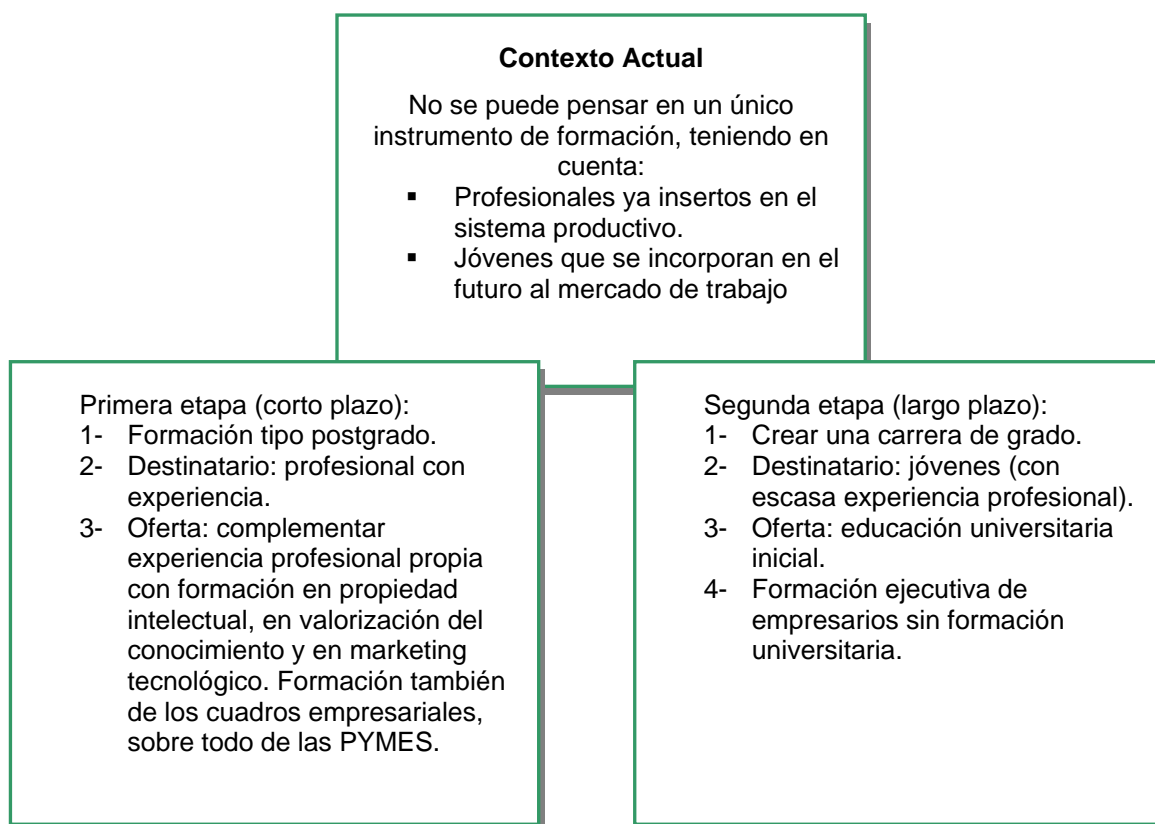 Contexto Actual
No se puede pensar en un único
instrumento de formación, teniendo en
cuenta:
▪ Profesionales ya insertos en el
sistema productivo.
▪ Jóvenes que se incorporan en el
futuro al mercado de trabajo
Primera etapa (corto plazo):
1- Formación tipo postgrado.
2- Destinatario: profesional con
experiencia.
3- Oferta: complementar
experiencia profesional propia
con formación en propiedad
intelectual, en valorización del
conocimiento y en marketing
tecnológico. Formación también
de los cuadros empresariales,
sobre todo de las PYMES.
Segunda etapa (largo plazo):
1- Crear una carrera de grado.
2- Destinatario: jóvenes (con
escasa experiencia profesional).
3- Oferta: educación universitaria
inicial.
4- Formación ejecutiva de
empresarios sin formación
universitaria.